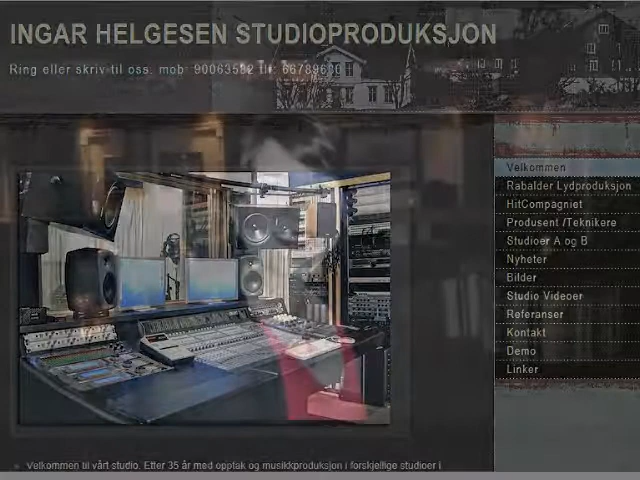 INGAR HELGESEN STUDIOPRODUKSJON
Ring eller skriv til oss. mob: 90063582 tlf: 66789600
Velkommen
Rabalder Lydproduksjon
HitCompagniet
Produsent /Teknikere
Studioer A og B
Nyheter
Bilder
Studio Videoer
Referanser
Kontakt
Demo
Linker
Velkommen til vårt studio. Etter 35 år med opptak og musikkproduksjon i forskjellige studioer i